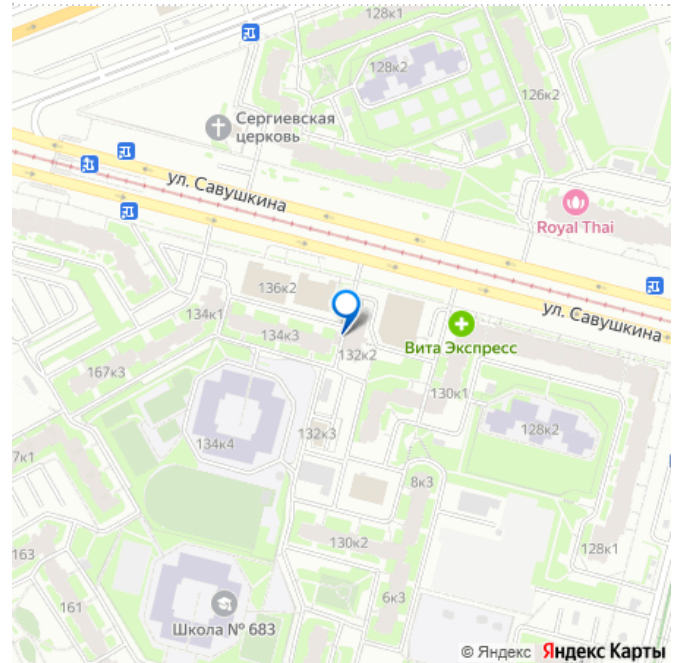 128к1
128к2
126к2
Сергиевская
церковь
ул. Савушкина
Royal Thai
136к2
ул. Савушкина
134к1
134к3
Вита Экспресс
132к2
167к3
130к1
132к3
128к2
134к4
7к1
8к3
130к2
163
128к1
161
6к3
Школа № 683
© Яндекс Яндекс Карты